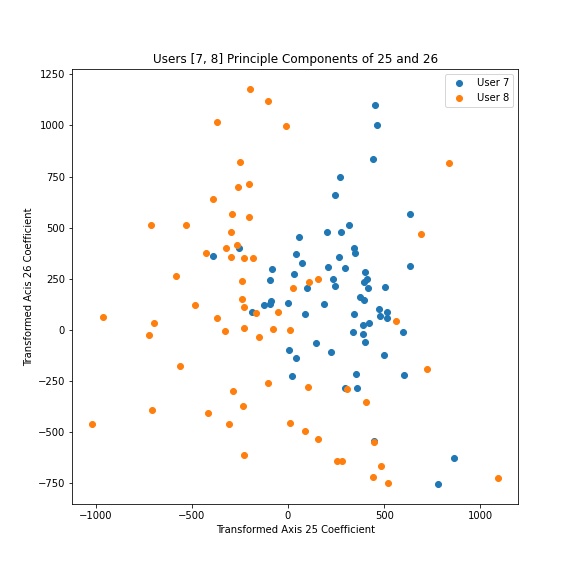 Users [7, 8] Principle Components of 25 and 26
User 7
User 8
Transformed Acis 26 Coefficient
1250
1000
750
500
250
0
−250
−500
−750
−1000
−500
0
500
1000
Transformed Axis 25 Coefficient